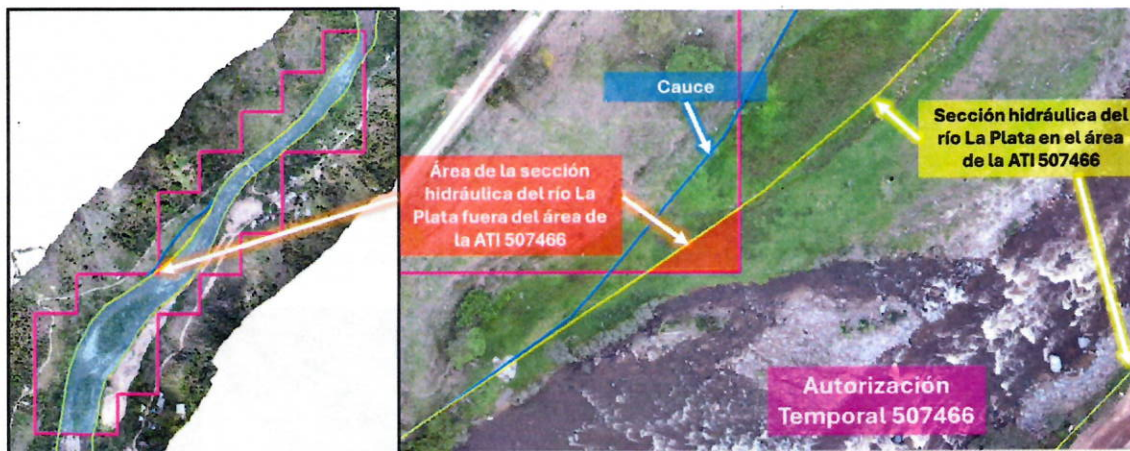 Cauce
Sección hidráulica del
río La Plata en el área
de la ATI 507466
Área de la sección
hidráulica del río La
Plata fuera del área de
la ATI 507466
Autorización
Temporal 507466